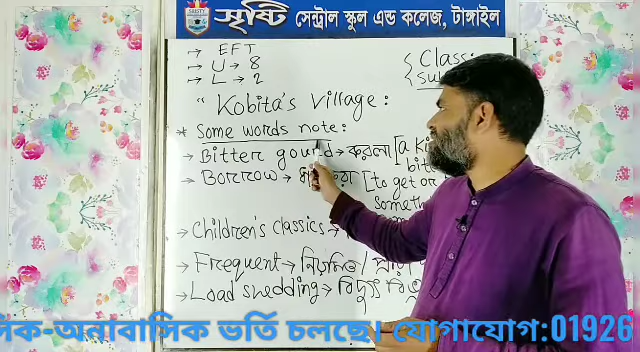 সৃষ্টি সেন্ট্রাল স্কুল এন্ড কলেজ, টাঙ্গাইল
→ EFT
→ U → 8
→ L → 2
Class:
" Kobita's Village:
* Some words note:
→ Bitter gourd → করলা [a
→ Borrow → করা [to get or
someth
→ Children's classics →
→ Frequent → নিয়মিত /
→ Load shedding → বিদ্যুৎ
ভর্তি চলছে। যোগাযোগ:01926